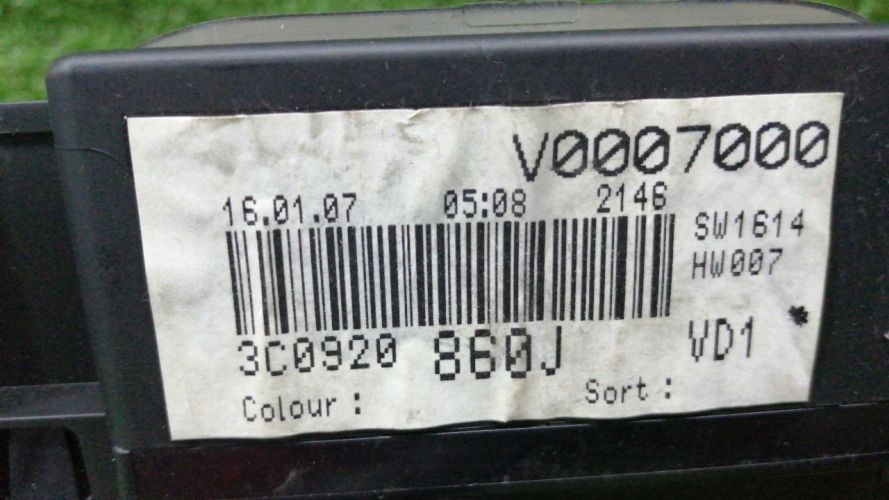 V0007000
16.01.07 05:08 2146
SW1614
HW007
3C0920 860J VD1 *
Colour : Sort :